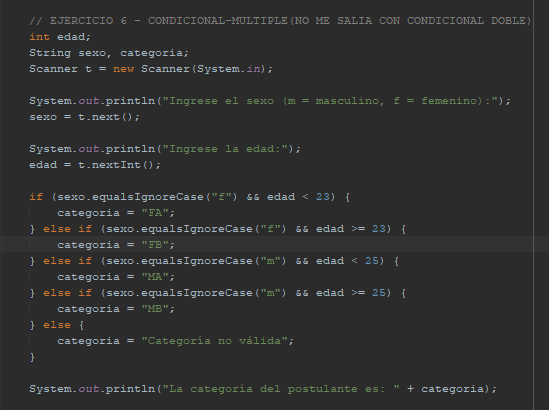 // EJERCICIO 6 - CONDICIONAL-MULTIPLE(NO ME SALIA CON CONDICIONAL DOBLE)
int edad;
String sexo, categoria;
Scanner t = new Scanner(System.in);
System.out.println("Ingrese el sexo (m = masculino, f = femenino):");
sexo = t.next();
System.out.println("Ingrese la edad:");
edad = t.nextInt();
if (sexo.equalsIgnoreCase("f") && edad < 23) {
categoria = "FA";
} else if (sexo.equalsIgnoreCase("f") && edad >= 23) {
categoria = "FB";
} else if (sexo.equalsIgnoreCase("m") && edad < 25) {
categoria = "MA";
} else if (sexo.equalsIgnoreCase("m") && edad >= 25) {
categoria = "MB";
} else {
categoria = "Categoría no válida";
}
System.out.println("La categoría del postulante es: " + categoria);